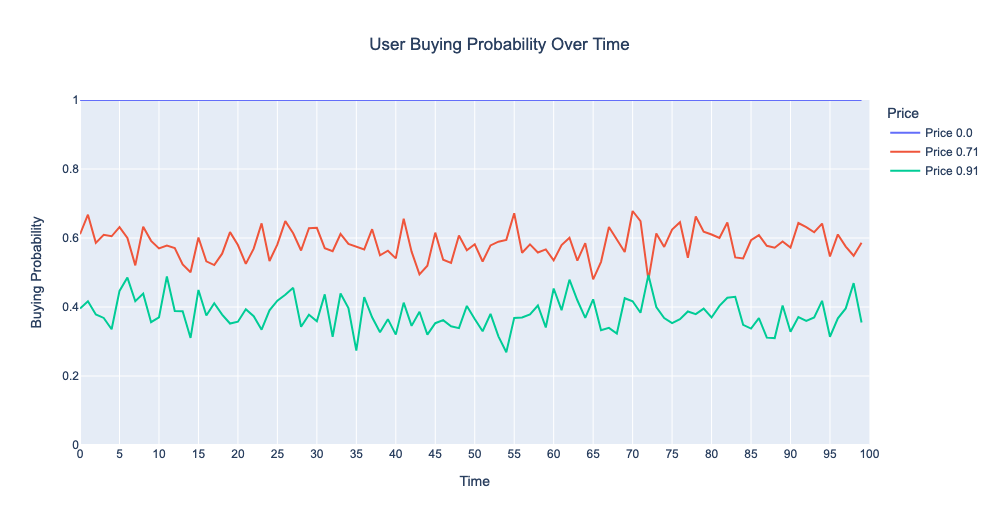 User Buying Probability Over Time
Buying Probability
1
0.8
0.6
0.4
0.2
0
0 5 10 15 20 25 30 35 40 45 50 55 60 65 70 75 80 85 90 95 100
Time
Price
Price 0.0
Price 0.71
Price 0.91